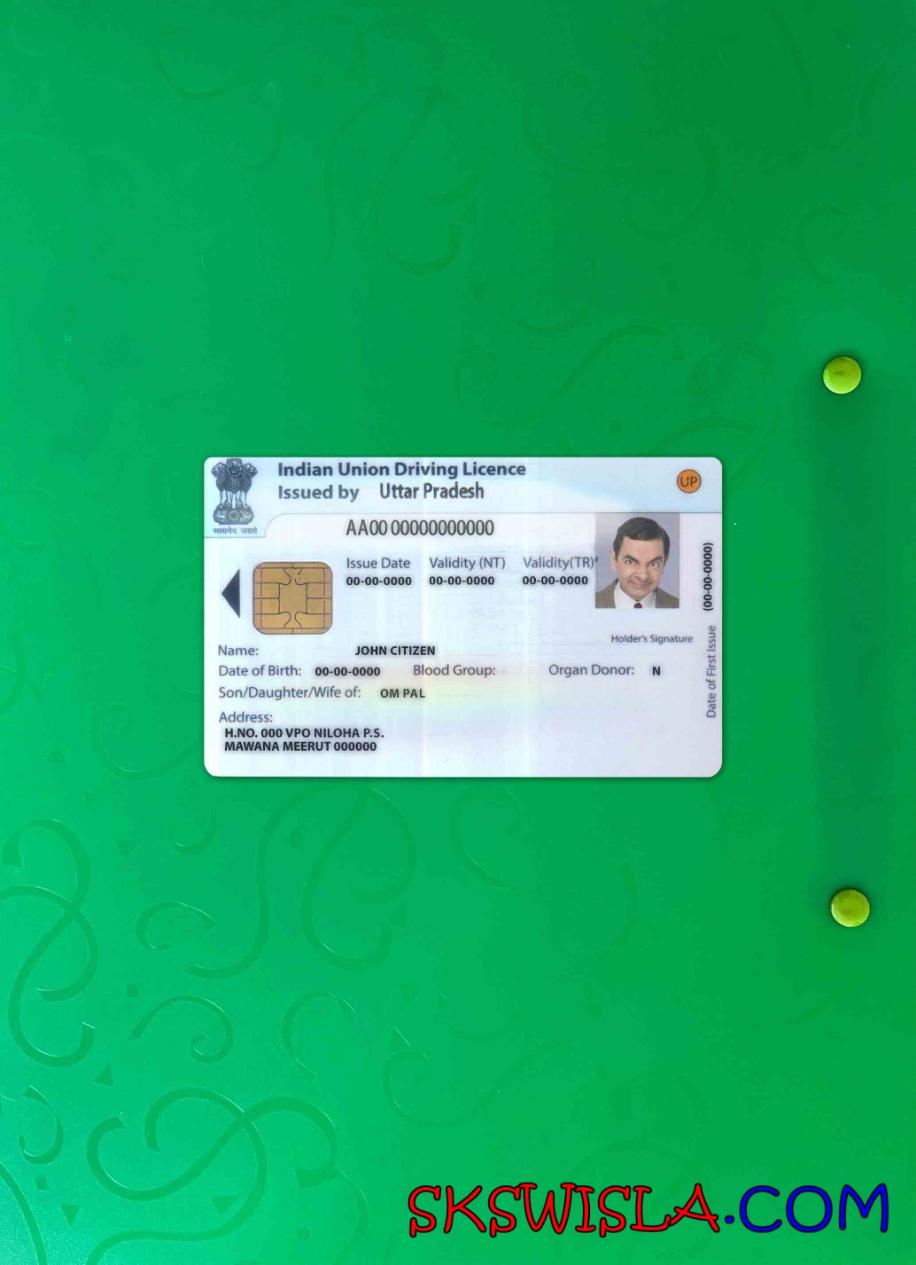 Indian Union Driving Licence
Issued by Uttar Pradesh
UP
सत्यमेव जयते
AA00 00000000000
Issue Date Validity (NT) Validity(TR)*
00-00-0000 00-00-0000 00-00-0000
Holder's Signature
Date of First Issue (00-00-0000)
Name: JOHN CITIZEN
Date of Birth: 00-00-0000 Blood Group: Organ Donor: N
Son/Daughter/Wife of: OM PAL
Address:
H.NO. 000 VPO NILOHA P.S.
MAWANA MEERUT 000000
SKSWISLA.COM